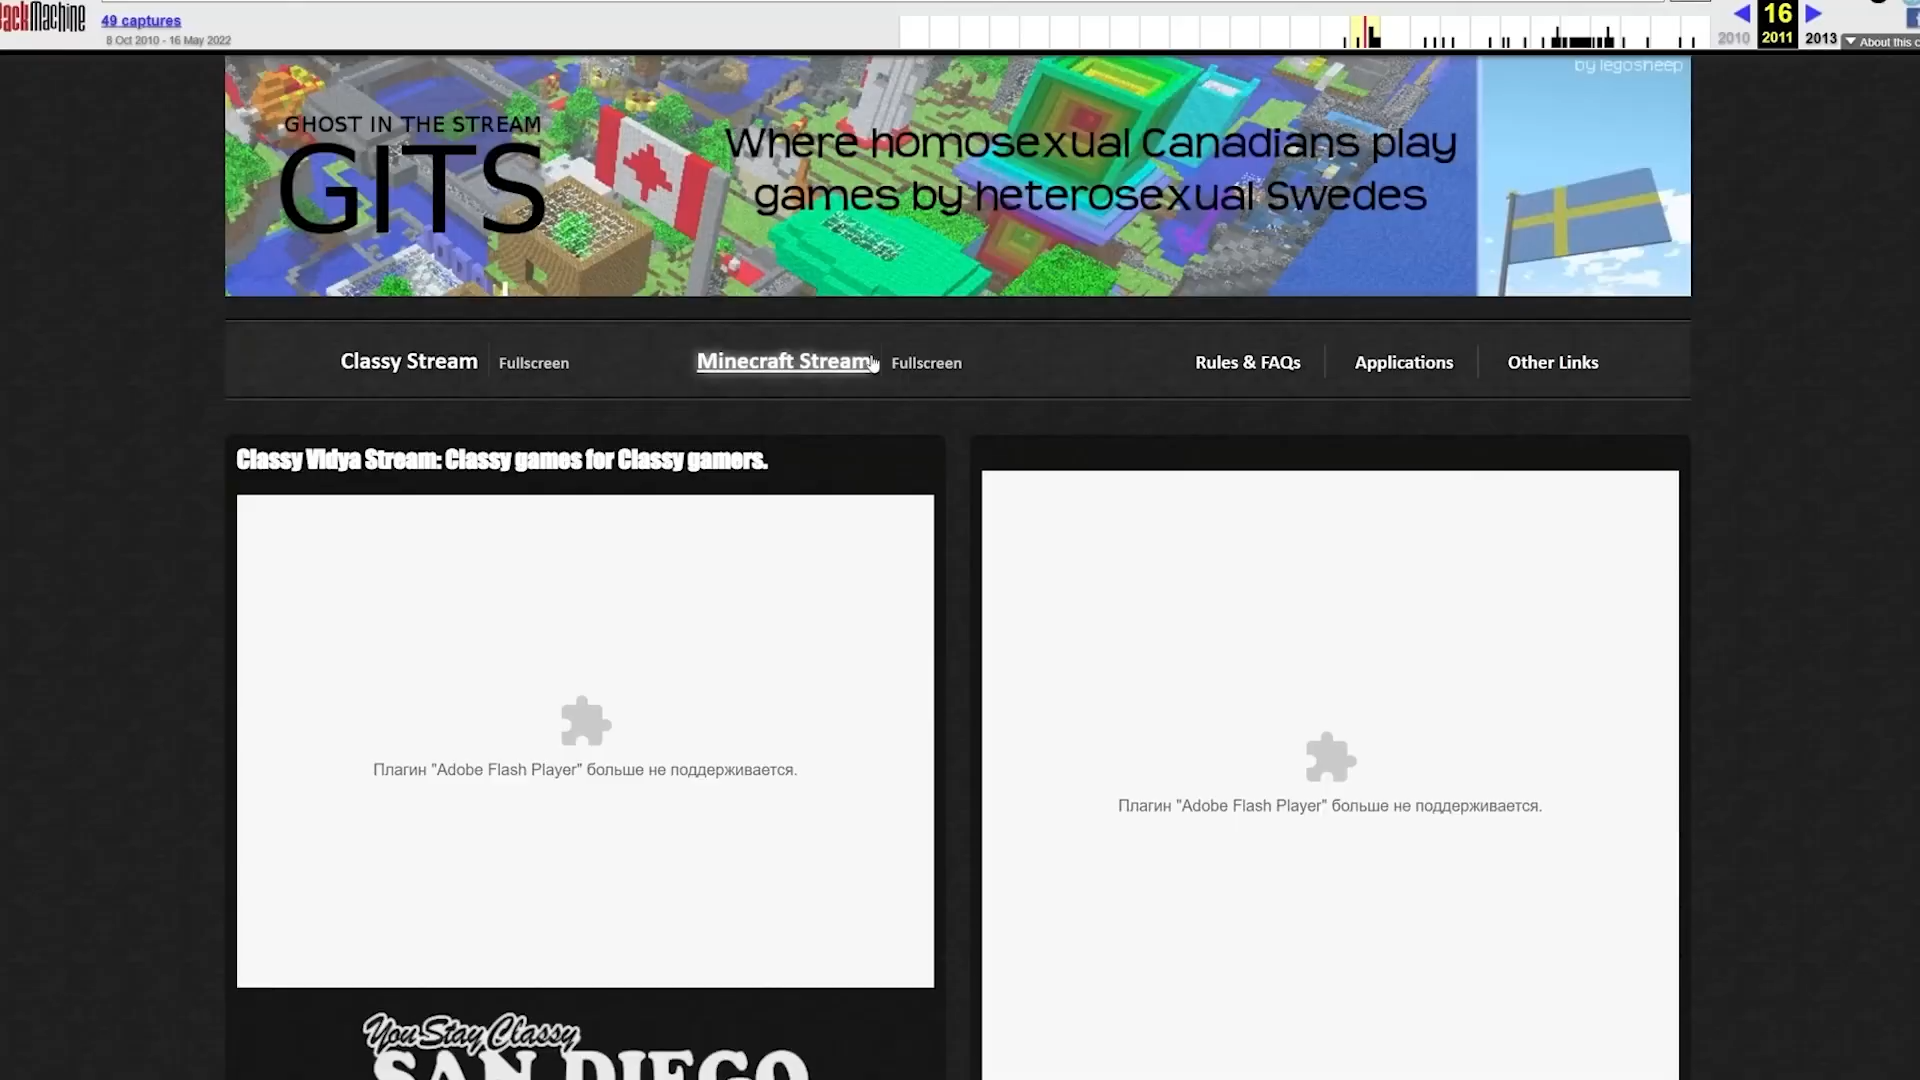 49 captures
8 Oct 2010 - 16 May 2022
16
2010 2011 2013
About this c
by legosheep
GHOST IN THE STREAM
GITS
Where homosexual Canadians play
games by heterosexual Swedes
Classy Stream Fullscreen Minecraft Stream Fullscreen Rules & FAQs Applications Other Links
Classy Vidya Stream: Classy games for Classy gamers.
Плагин "Adobe Flash Player" больше не поддерживается.
Плагин "Adobe Flash Player" больше не поддерживается.
You Stay Classy
SAN DIEGO